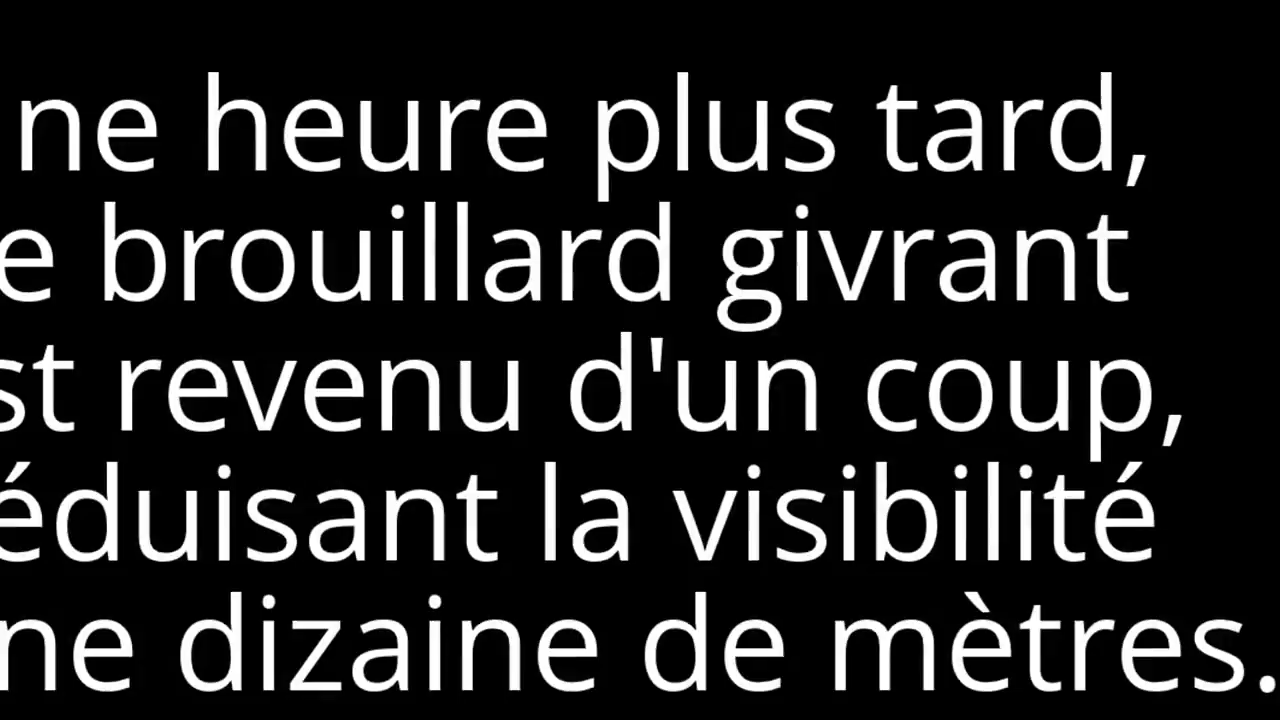 ne heure plus tard,
e brouillard givrant
st revenu d'un coup,
éduisant la visibilité
ne dizaine de mètres.